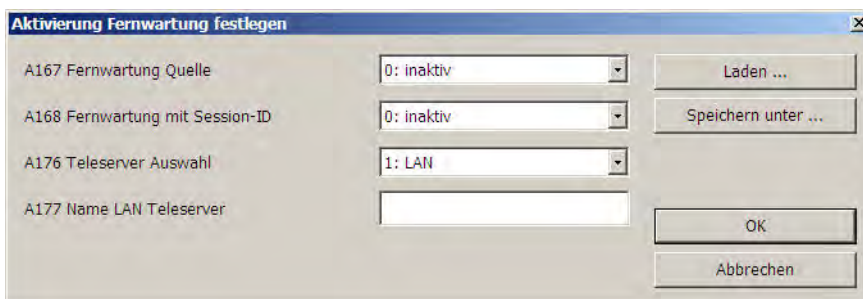 Aktivierung Fernwartung festlegen
A167 Fernwartung Quelle
0: inaktiv
Laden ...
A168 Fernwartung mit Session-ID
0: inaktiv
Speichern unter ...
A176 Teleserver Auswahl
1: LAN
A177 Name LAN Teleserver
OK
Abbrechen